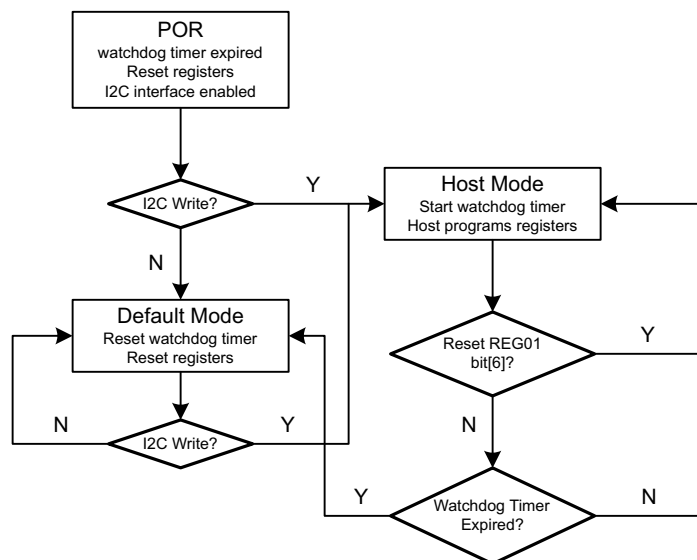 POR
watchdog timer expired
Reset registers
I2C interface enabled
I2C Write?
Y
N
Host Mode
Start watchdog timer
Host programs registers
Default Mode
Reset watchdog timer
Reset registers
Reset REG01
bit[6]?
Y
N
I2C Write?
N
Y
Watchdog Timer
Expired?
Y
N